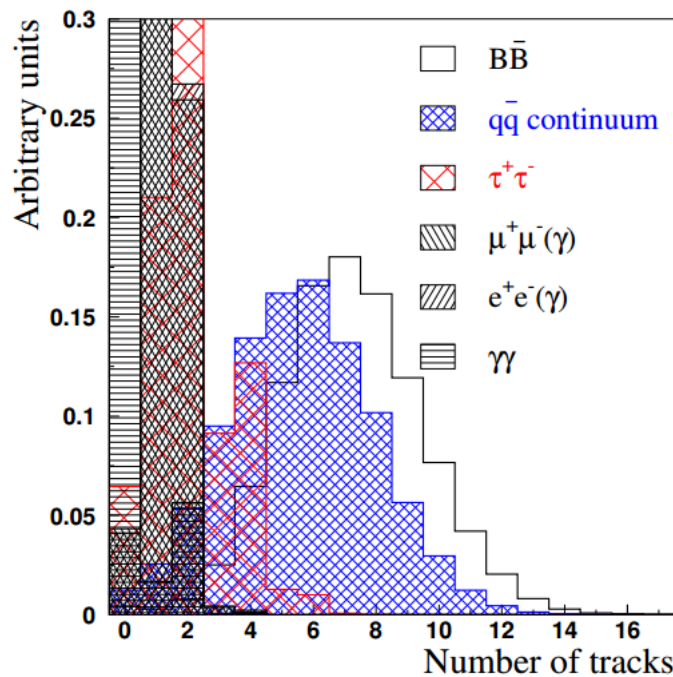 Arbitrary units
0.3
0.25
0.2
0.15
0.1
0.05
0
BB̄
qq̄ continuum
τ⁺τ⁻
μ⁺μ⁻(γ)
e⁺e⁻(γ)
γγ
0 2 4 6 8 10 12 14 16
Number of tracks